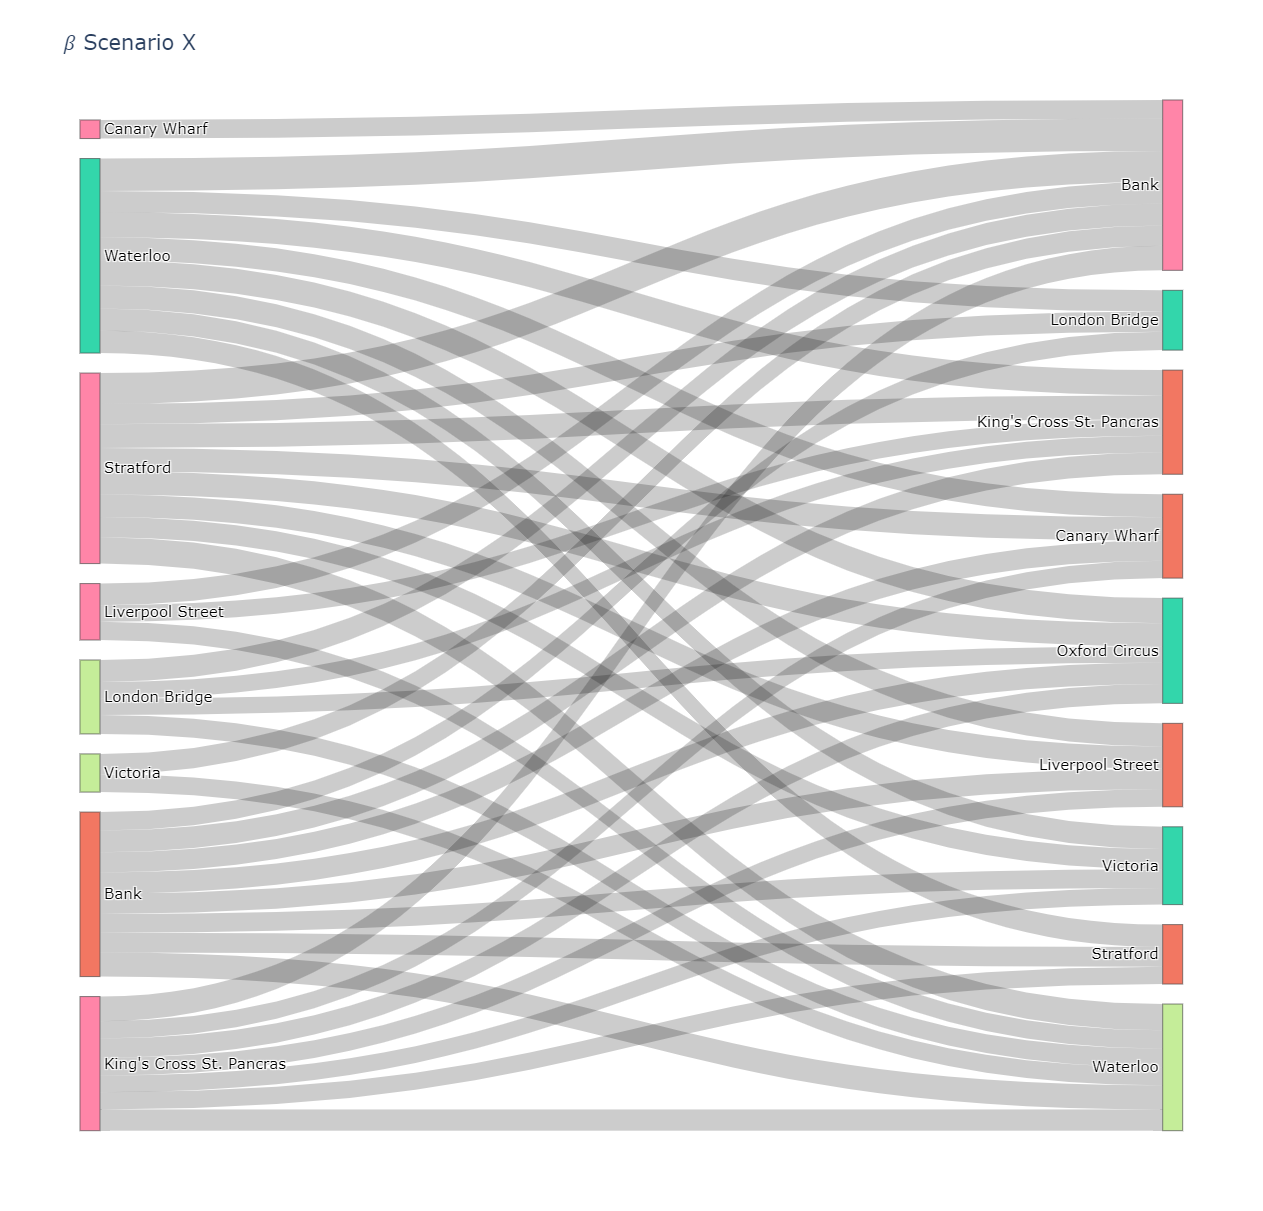 β Scenario X
Canary Wharf
Waterloo
Stratford
Liverpool Street
London Bridge
Victoria
Bank
King's Cross St. Pancras
Bank
London Bridge
King's Cross St. Pancras
Canary Wharf
Oxford Circus
Liverpool Street
Victoria
Stratford
Waterloo